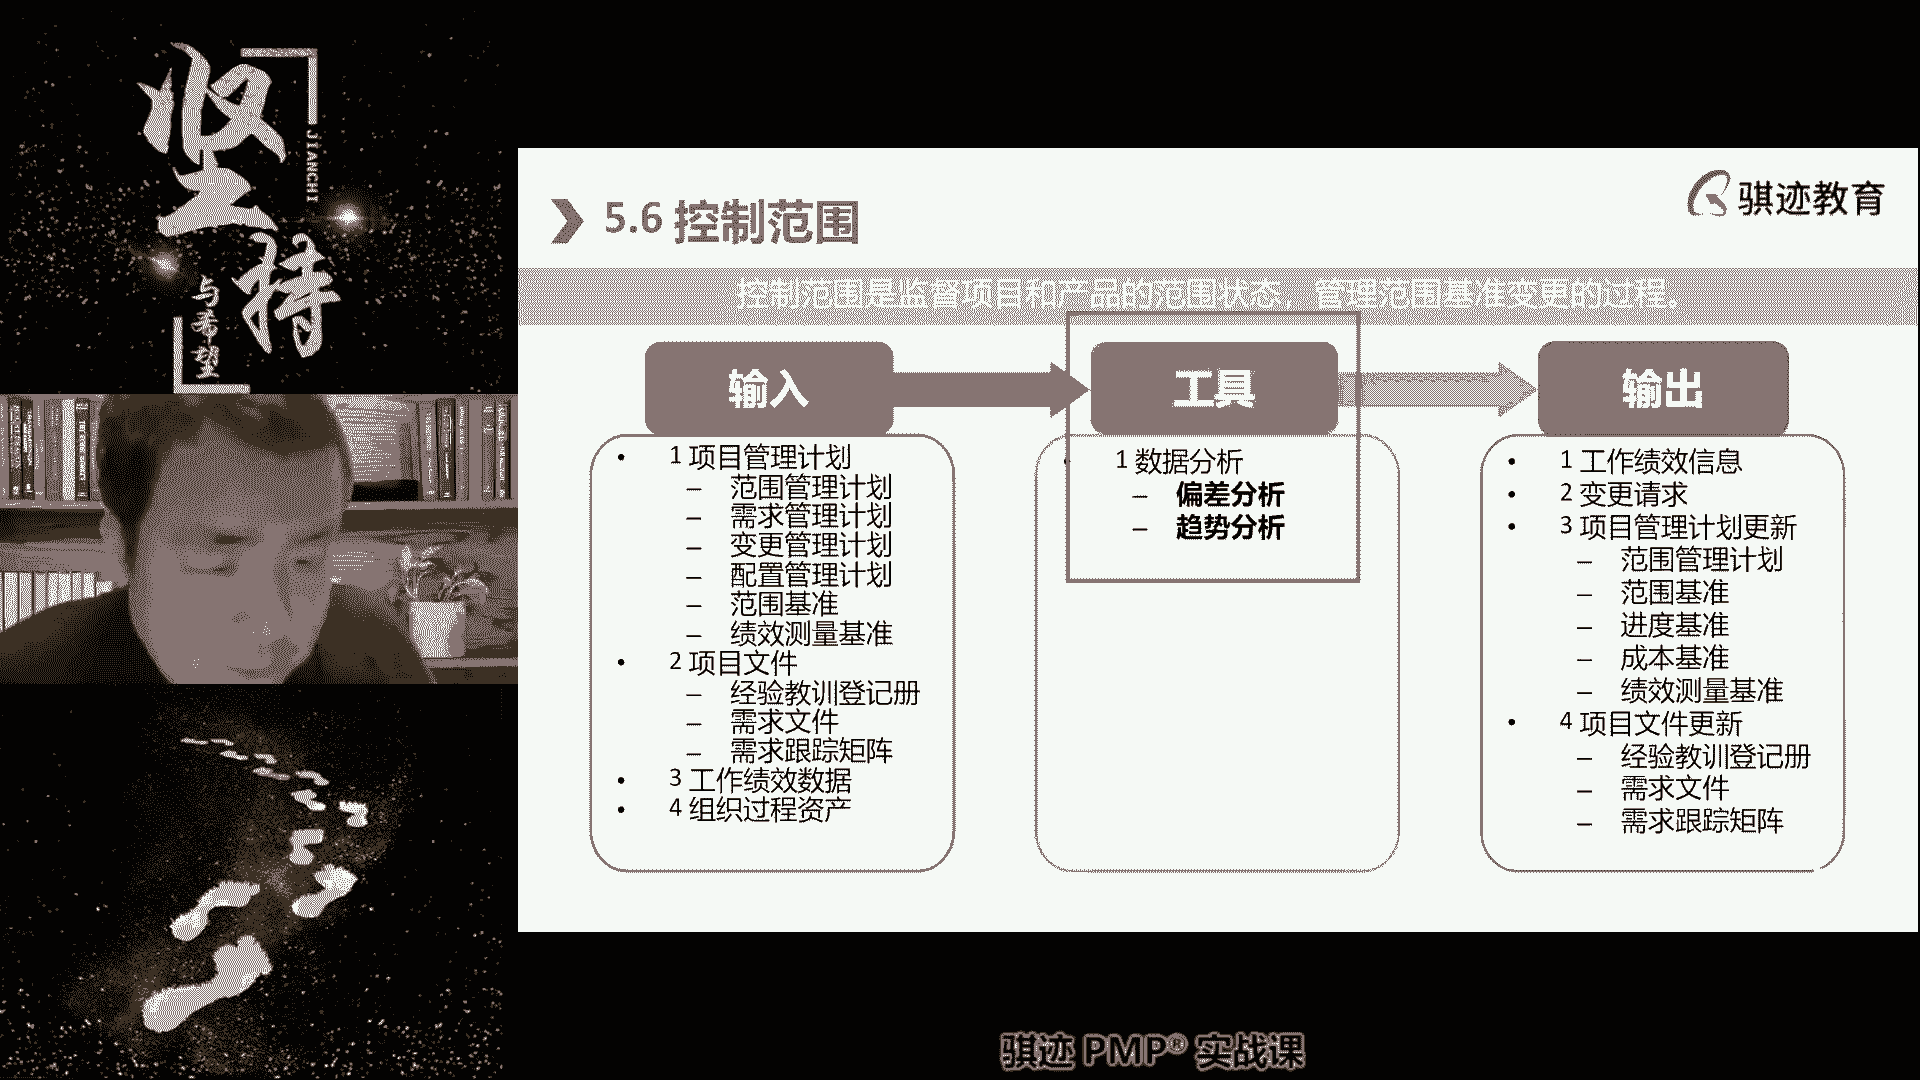 坚持
JIANCHI
与希望
骐迹教育
5.6 控制范围
控制范围是监督项目和产品的范围状态，管理范围基准变更的过程。
输入
• 1 项目管理计划
– 范围管理计划
– 需求管理计划
– 变更管理计划
– 配置管理计划
– 范围基准
– 绩效测量基准
• 2 项目文件
– 经验教训登记册
– 需求文件
– 需求跟踪矩阵
• 3 工作绩效数据
• 4 组织过程资产
工具
• 1 数据分析
– 偏差分析
– 趋势分析
输出
• 1 工作绩效信息
• 2 变更请求
• 3 项目管理计划更新
– 范围管理计划
– 范围基准
– 进度基准
– 成本基准
– 绩效测量基准
• 4 项目文件更新
– 经验教训登记册
– 需求文件
– 需求跟踪矩阵
骐迹 PMP® 实战课